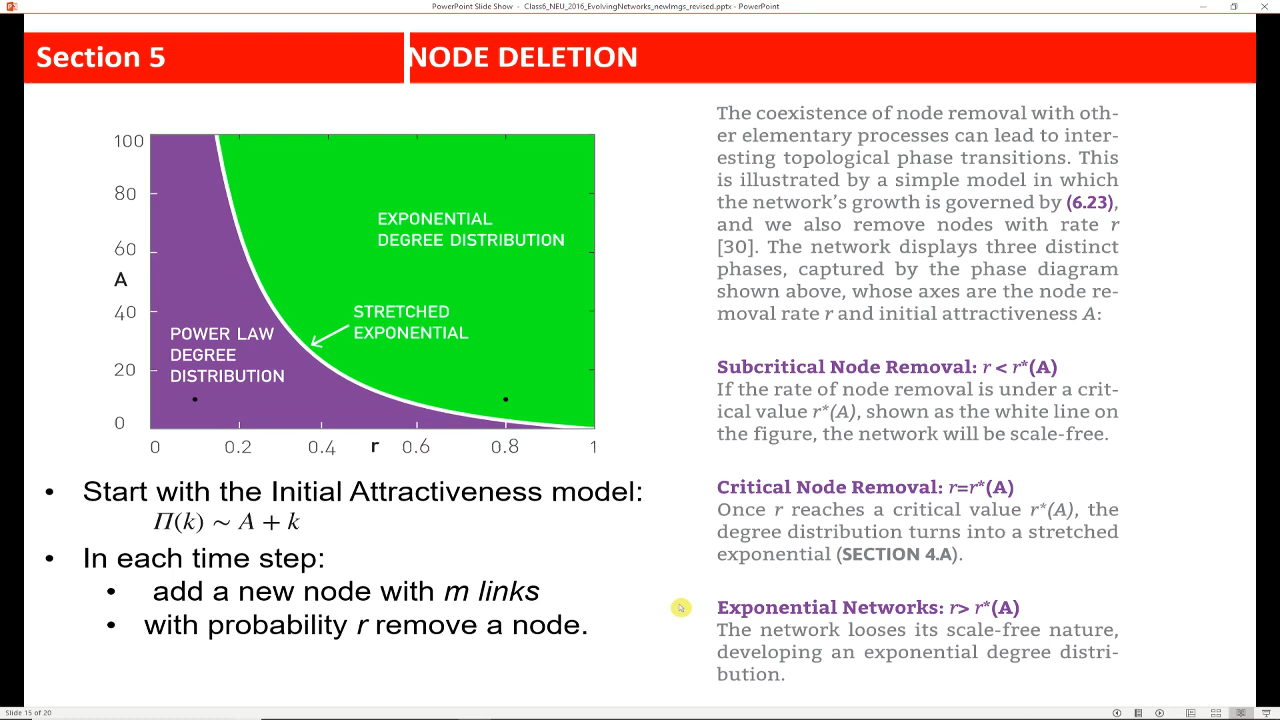 PowerPoint Slide Show - Class6_NEU_2016_EvolvingNetworks_newImgs_revised.pptx - PowerPoint
Section 5
NODE DELETION
100
80
60
A
40
20
0
EXPONENTIAL
DEGREE DISTRIBUTION
STRETCHED
EXPONENTIAL
POWER LAW
DEGREE
DISTRIBUTION
0 0.2 0.4 r 0.6 0.8 1
• Start with the Initial Attractiveness model:
Π(k) ~ A + k
• In each time step:
• add a new node with m links
• with probability r remove a node.
The coexistence of node removal with oth-
er elementary processes can lead to inter-
esting topological phase transitions. This
is illustrated by a simple model in which
the network’s growth is governed by (6.23),
and we also remove nodes with rate r
[30]. The network displays three distinct
phases, captured by the phase diagram
shown above, whose axes are the node re-
moval rate r and initial attractiveness A:
Subcritical Node Removal: r < r*(A)
If the rate of node removal is under a crit-
ical value r*(A), shown as the white line on
the figure, the network will be scale-free.
Critical Node Removal: r=r*(A)
Once r reaches a critical value r*(A), the
degree distribution turns into a stretched
exponential (SECTION 4.A).
Exponential Networks: r> r*(A)
The network looses its scale-free nature,
developing an exponential degree distri-
bution.
Slide 15 of 20